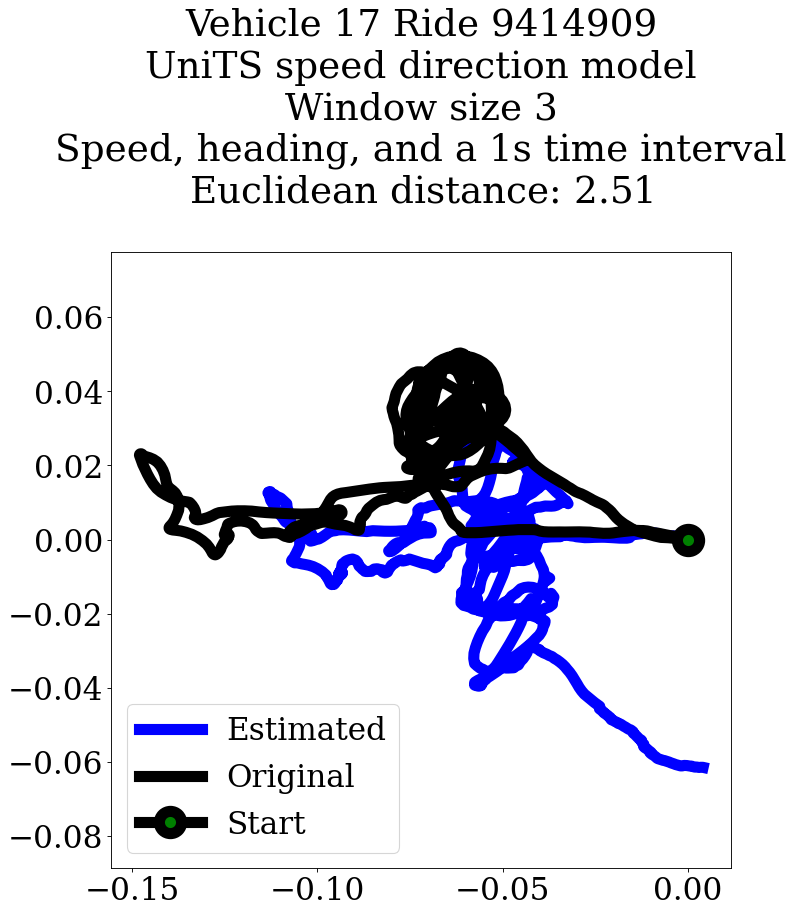 Vehicle 17 Ride 9414909
UniTS speed direction model
Window size 3
Speed, heading, and a 1s time interval
Euclidean distance: 2.51
0.06
0.04
0.02
0.00
−0.02
−0.04
−0.06
−0.08
Estimated
Original
Start
−0.15
−0.10
−0.05
0.00